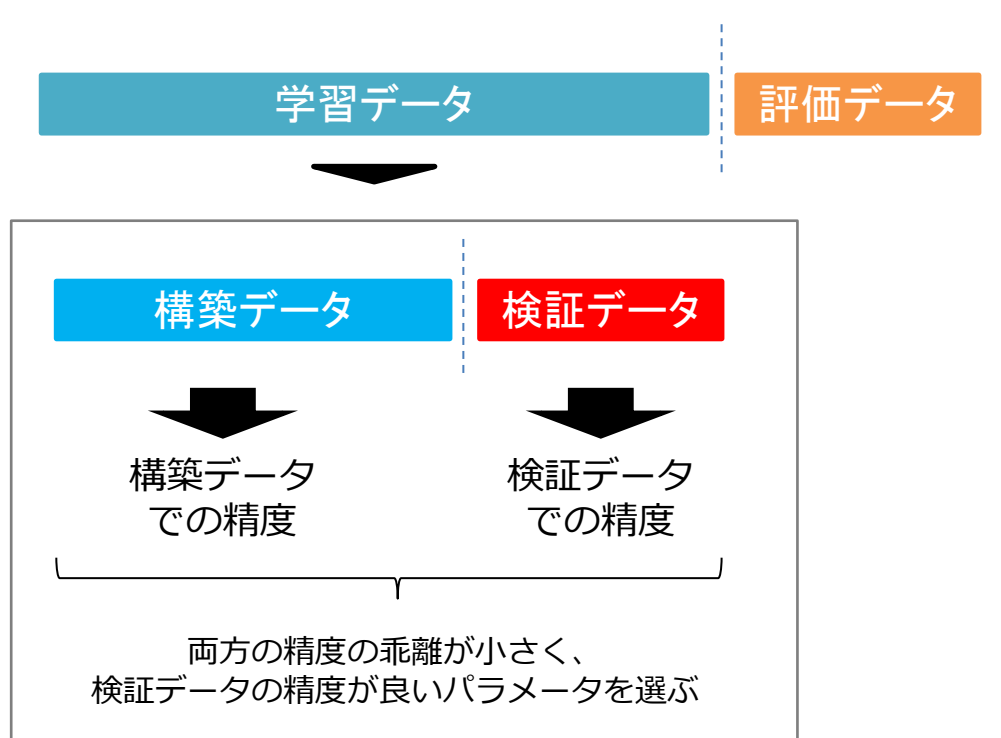 学習データ
評価データ
構築データ
検証データ
構築データ
での精度
検証データ
での精度
両方の精度の乖離が小さく、
検証データの精度が良いパラメータを選ぶ